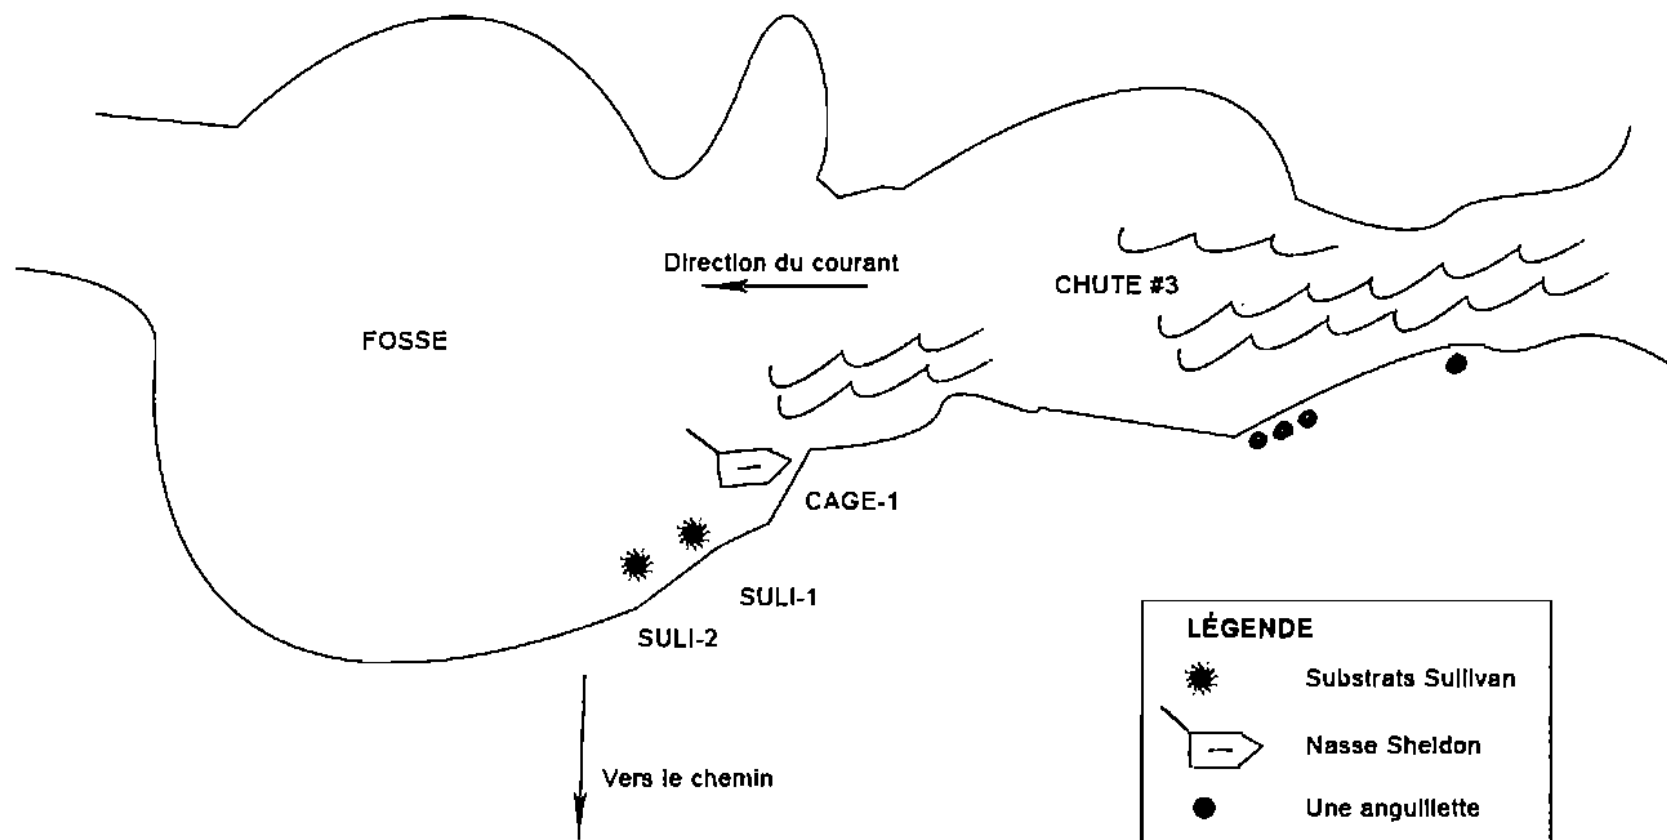 Direction du courant
CHUTE #3
FOSSE
CAGE-1
SULI-1
SULI-2
Vers le chemin
LÉGENDE
Substrats Sullivan
Nasse Sheldon
Une anguillette